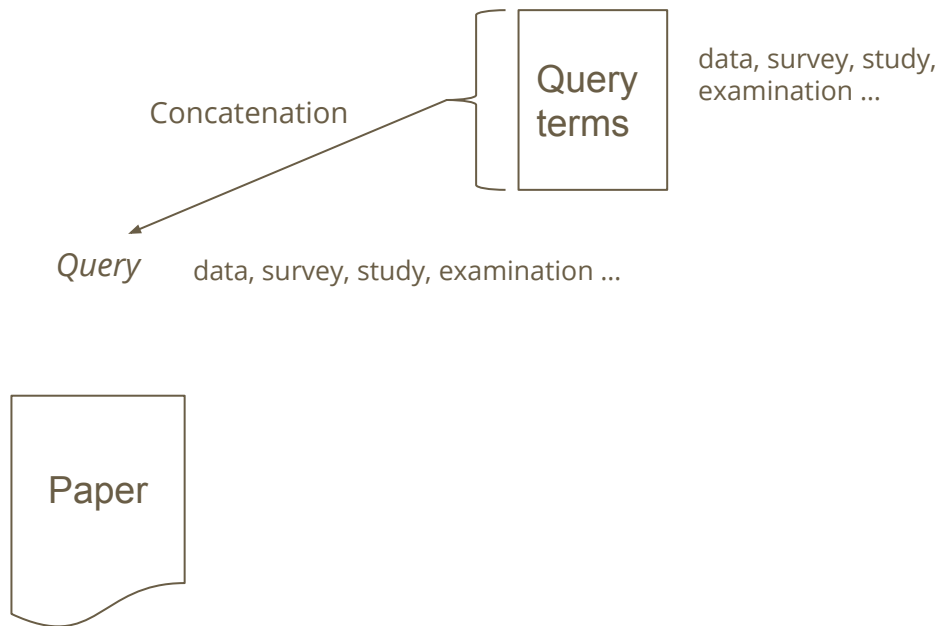 Query
terms
data, survey, study,
examination ...
Concatenation
Query
data, survey, study, examination ...
Paper